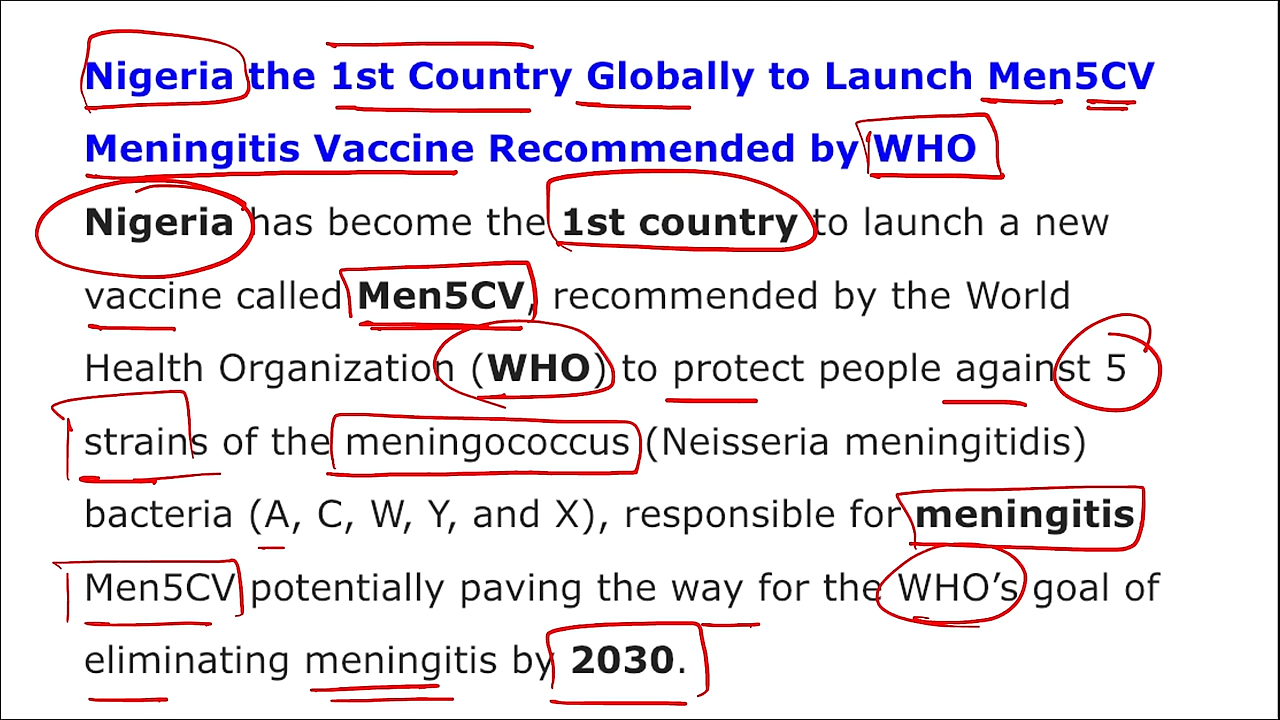 Nigeria the 1st Country Globally to Launch Men5CV
Meningitis Vaccine Recommended by WHO
Nigeria has become the 1st country to launch a new
vaccine called Men5CV, recommended by the World
Health Organization (WHO) to protect people against 5
strains of the meningococcus (Neisseria meningitidis)
bacteria (A, C, W, Y, and X), responsible for meningitis
Men5CV potentially paving the way for the WHO’s goal of
eliminating meningitis by 2030.